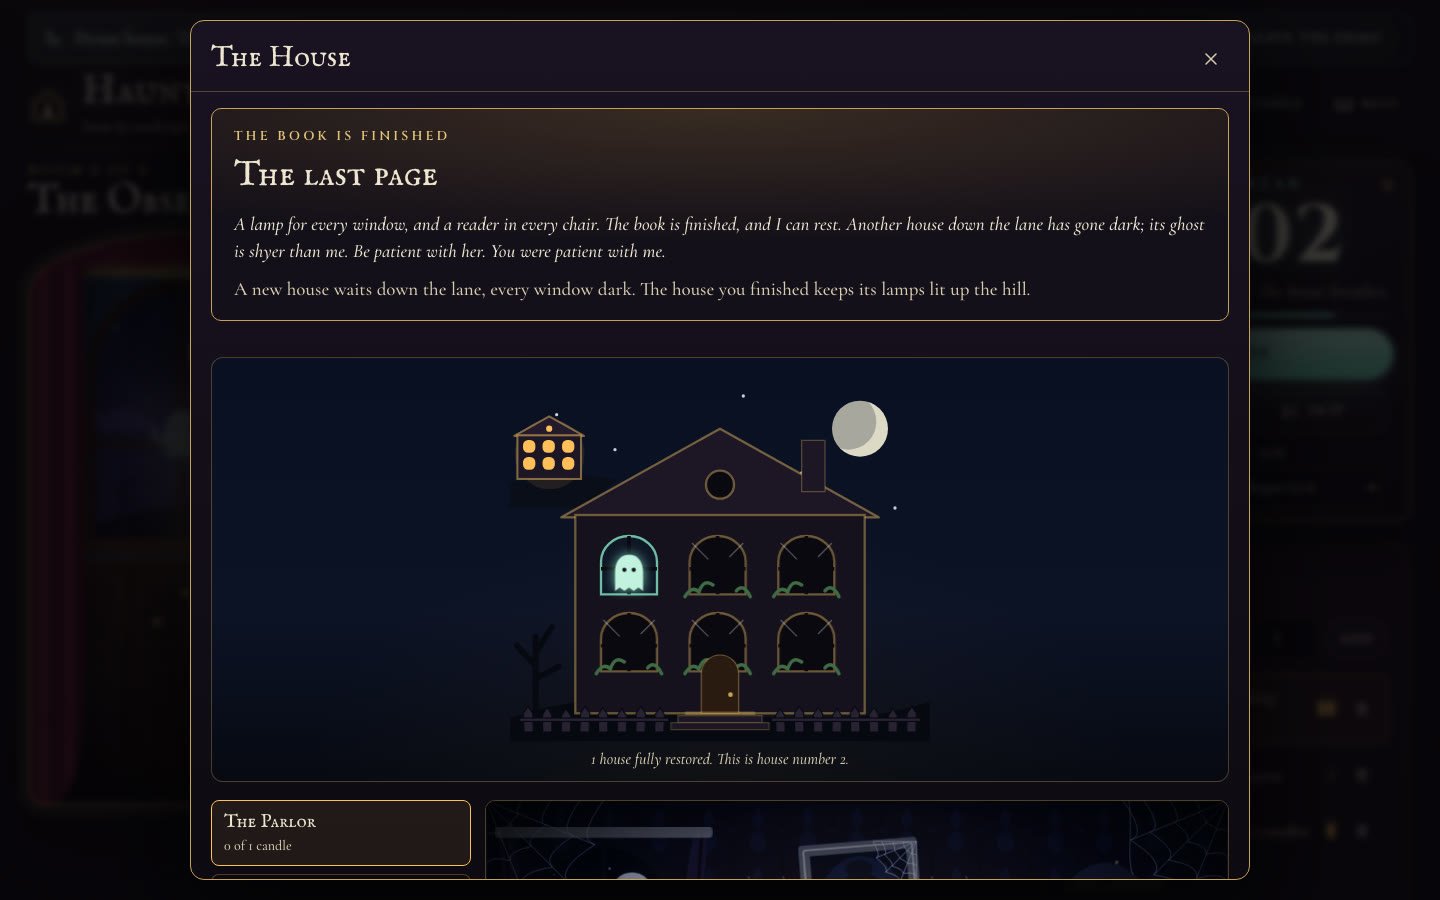 The House
THE BOOK IS FINISHED
The last page
A lamp for every window, and a reader in every chair. The book is finished, and I can rest. Another house down the lane has gone dark; its ghost
is shyer than me. Be patient with her. You were patient with me.
A new house waits down the lane, every window dark. The house you finished keeps its lamps lit up the hill.
1 house fully restored. This is house number 2.
The Parlor
0 of 1 candle
02